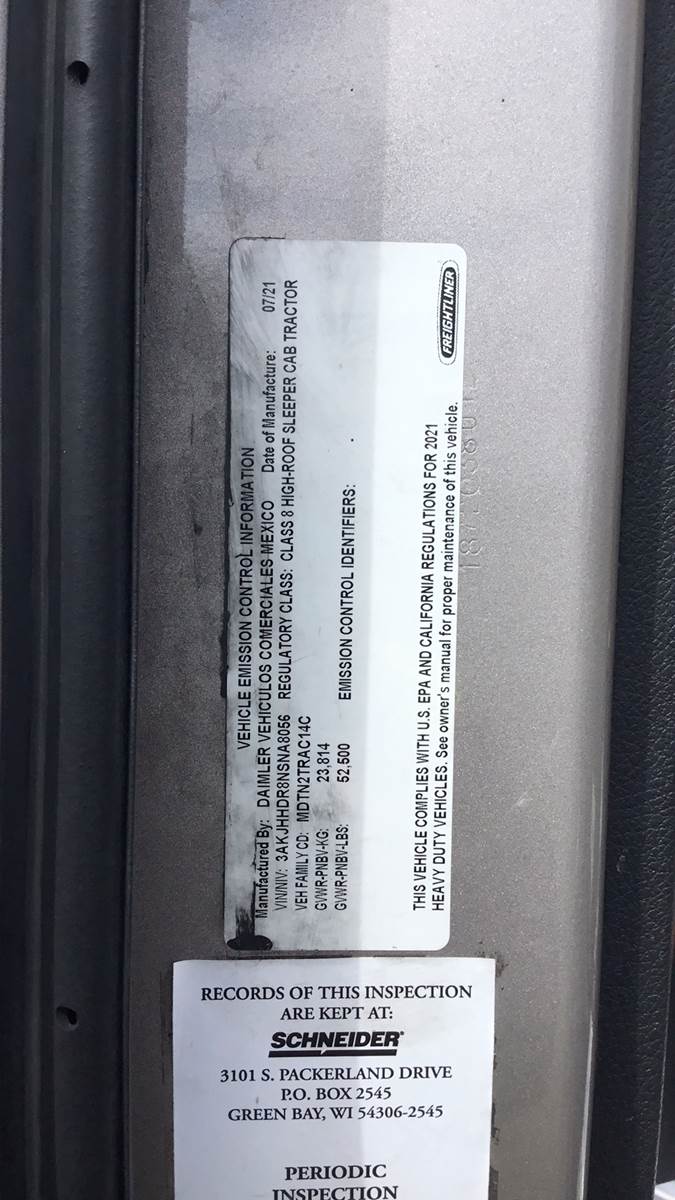 VEHICLE EMISSION CONTROL INFORMATION
Manufactured By: DAIMLER VEHICULOS COMERCIALES MEXICO Date of Manufacture: 07/21
VIN/NIV: 3AKJHHDR8NSNA8056 REGULATORY CLASS: CLASS 8 HIGH-ROOF SLEEPER CAB TRACTOR
VEH FAMILY CD: MDTN2TRAC14C
GVWR-PNBV-KG: 23,814
GVWR-PNBV-LBS: 52,500 EMISSION CONTROL IDENTIFIERS:
THIS VEHICLE COMPLIES WITH U.S. EPA AND CALIFORNIA REGULATIONS FOR 2021
HEAVY DUTY VEHICLES. See owner's manual for proper maintenance of this vehicle.
FREIGHTLINER
RECORDS OF THIS INSPECTION
ARE KEPT AT:
SCHNEIDER®
3101 S. PACKERLAND DRIVE
P.O. BOX 2545
GREEN BAY, WI 54306-2545
PERIODIC
INSPECTION